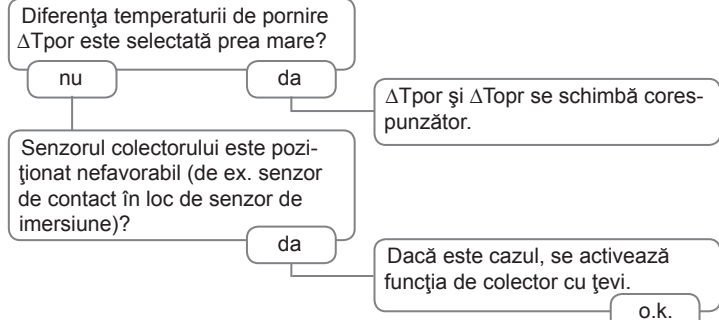 Diferenţa temperaturii de pornire
∆Tpor este selectată prea mare?
nu
da
∆Tpor şi ∆Topr se schimbă cores-
punzător.
Senzorul colectorului este pozi-
ţionat nefavorabil (de ex. senzor
de contact în loc de senzor de
imersiune)?
da
Dacă este cazul, se activează
funcţia de colector cu ţevi.
o.k.